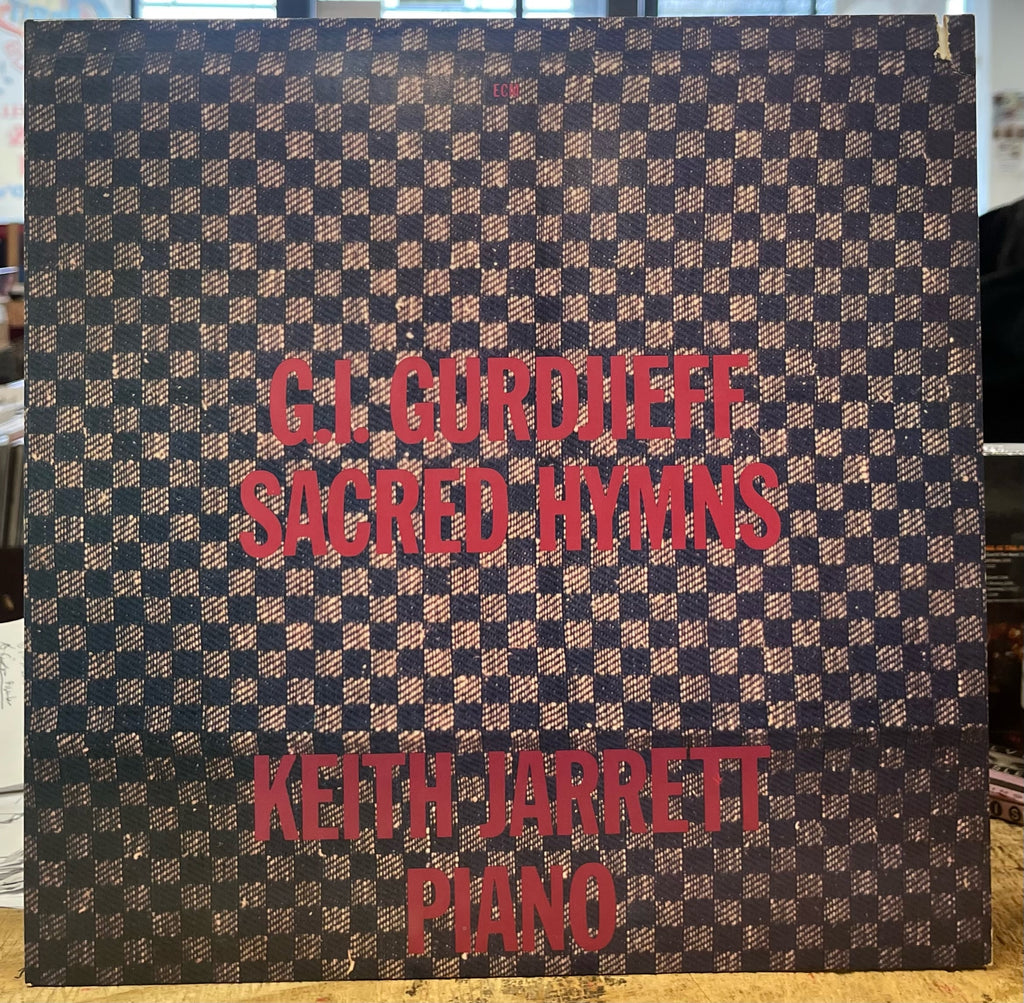 ECM
G.I. GURDJIEFF
SACRED HYMNS
KEITH JARRETT
PIANO